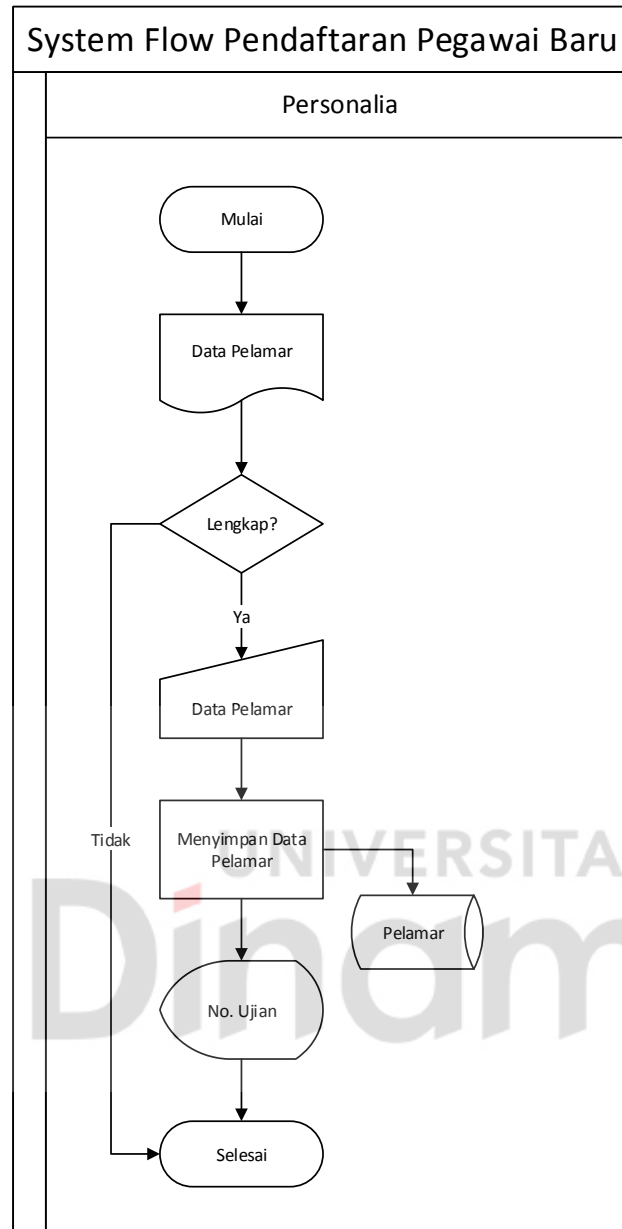 System Flow Pendaftaran Pegawai Baru
Personalia
Mulai
Data Pelamar
Lengkap?
Ya
Data Pelamar
Tidak
Menyimpan Data
Pelamar
UNIVERSITA
Dinam
Pelamar
No. Ujian
Selesai